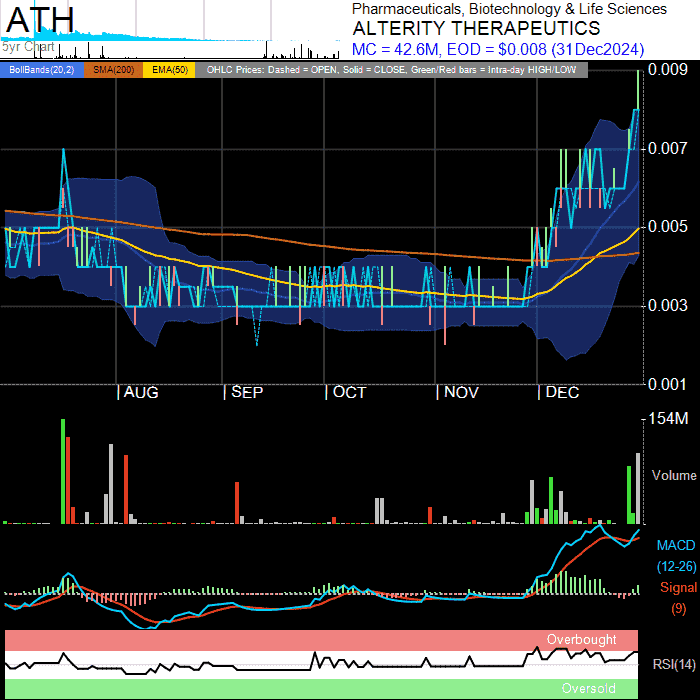 ATH
Pharmaceuticals, Biotechnology & Life Sciences
ALTERITY THERAPEUTICS
5yr Chart
MC = 42.6M, EOD = $0.008 (31Dec2024)
BollBands(20,2) SMA(200) EMA(50) OHLC Prices: Dashed = OPEN, Solid = CLOSE, Green/Red bars = Intra-day HIGH/LOW
0.009
0.007
0.005
0.003
0.001
AUG SEP OCT NOV DEC
154M
Volume
MACD
(12-26)
Signal
(9)
Overbought
RSI(14)
Oversold